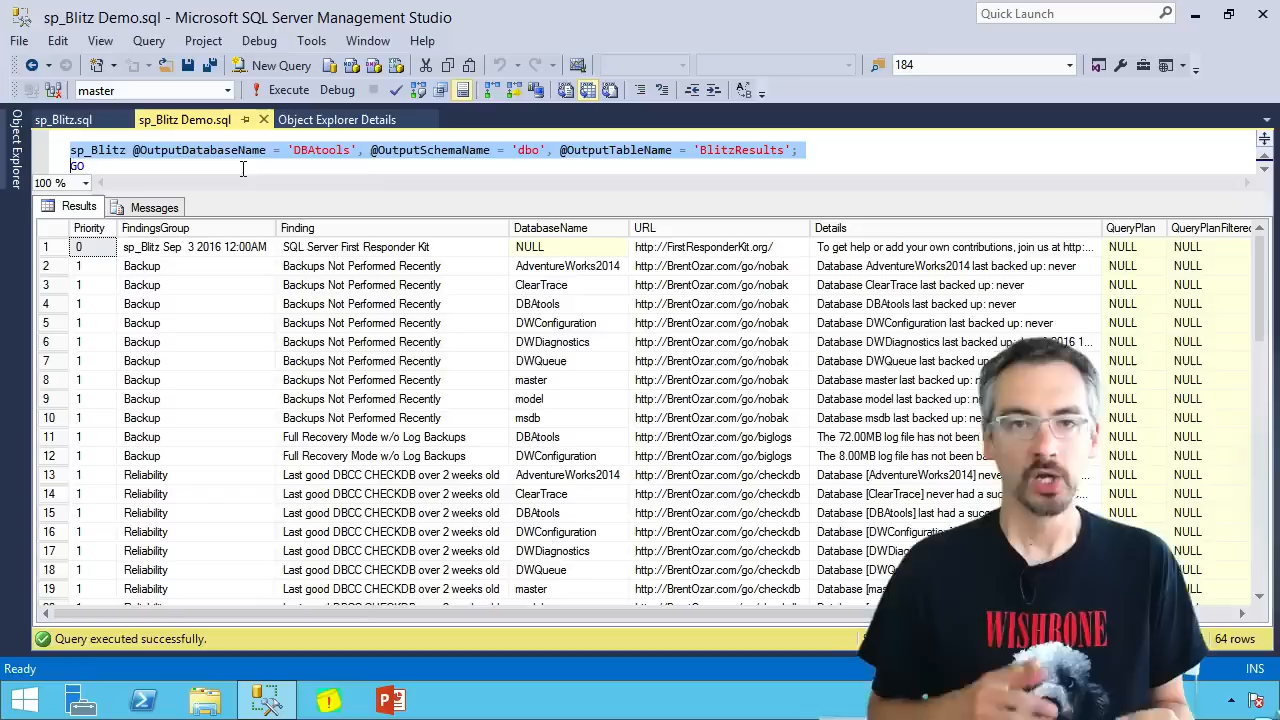 sp_Blitz Demo.sql - Microsoft SQL Server Management Studio
Quick Launch
File Edit View Query Project Debug Tools Window Help
New Query 184
master Execute Debug
sp_Blitz.sql sp_Blitz Demo.sql Object Explorer Details
Object Explorer
sp_Blitz @OutputDatabaseName = 'DBAtools', @OutputSchemaName = 'dbo', @OutputTableName = 'BlitzResults';
GO
100 %
Results Messages
Priority FindingsGroup Finding DatabaseName URL Details QueryPlan QueryPlanFiltered
1 0 sp_Blitz Sep 3 2016 12:00AM SQL Server First Responder Kit NULL http://FirstResponderKit.org/ To get help or add your own contributions, join us at http:... NULL NULL
2 1 Backup Backups Not Performed Recently AdventureWorks2014 http://BrentOzar.com/go/nobak Database AdventureWorks2014 last backed up: never NULL NULL
3 1 Backup Backups Not Performed Recently ClearTrace http://BrentOzar.com/go/nobak Database ClearTrace last backed up: never NULL NULL
4 1 Backup Backups Not Performed Recently DBAtools http://BrentOzar.com/go/nobak Database DBAtools last backed up: never NULL NULL
5 1 Backup Backups Not Performed Recently DWConfiguration http://BrentOzar.com/go/nobak Database DWConfiguration last backed up: never NULL NULL
6 1 Backup Backups Not Performed Recently DWDiagnostics http://BrentOzar.com/go/nobak Database DWDiagnostics last backed up: 2016 1... NULL NULL
7 1 Backup Backups Not Performed Recently DWQueue http://BrentOzar.com/go/nobak Database DWQueue last backed up: NULL NULL
8 1 Backup Backups Not Performed Recently master http://BrentOzar.com/go/nobak Database master last backed up: NULL NULL
9 1 Backup Backups Not Performed Recently model http://BrentOzar.com/go/nobak Database model last backed up: NULL NULL
10 1 Backup Backups Not Performed Recently msdb http://BrentOzar.com/go/nobak Database msdb last backed up: NULL NULL
11 1 Backup Full Recovery Mode w/o Log Backups DBAtools http://BrentOzar.com/go/biglogs The 72.00MB log file has not been NULL NULL
12 1 Backup Full Recovery Mode w/o Log Backups DWConfiguration http://BrentOzar.com/go/biglogs The 8.00MB log file has not been NULL NULL
13 1 Reliability Last good DBCC CHECKDB over 2 weeks old AdventureWorks2014 http://BrentOzar.com/go/checkdb Database [AdventureWorks2014] NULL NULL
14 1 Reliability Last good DBCC CHECKDB over 2 weeks old ClearTrace http://BrentOzar.com/go/checkdb Database [ClearTrace] never had a NULL NULL
15 1 Reliability Last good DBCC CHECKDB over 2 weeks old DBAtools http://BrentOzar.com/go/checkdb Database [DBAtools] last had a NULL NULL
16 1 Reliability Last good DBCC CHECKDB over 2 weeks old DWConfiguration http://BrentOzar.com/go/checkdb Database NULL NULL
17 1 Reliability Last good DBCC CHECKDB over 2 weeks old DWDiagnostics http://BrentOzar.com/go/checkdb Database NULL NULL
18 1 Reliability Last good DBCC CHECKDB over 2 weeks old DWQueue http://BrentOzar.com/go/checkdb Database NULL NULL
19 1 Reliability Last good DBCC CHECKDB over 2 weeks old master http://BrentOzar.com/go/checkdb Database NULL NULL
Query executed successfully. 64 rows
Ready INS
WISHBONE